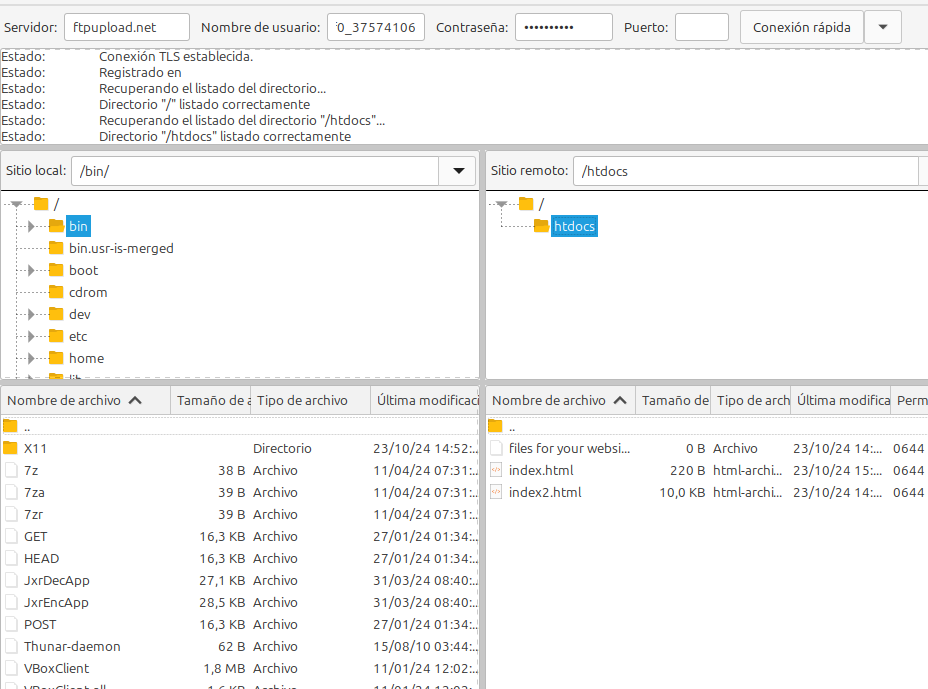 Servidor: ftpupload.net Nombre de usuario: 0_37574106 Contraseña: •••••••••• Puerto: Conexión rápida
Estado: Conexión TLS establecida.
Estado: Registrado en
Estado: Recuperando el listado del directorio...
Estado: Directorio "/" listado correctamente
Estado: Recuperando el listado del directorio "/htdocs"...
Estado: Directorio "/htdocs" listado correctamente
Sitio local: /bin/
/
bin
bin.usr-is-merged
boot
cdrom
dev
etc
home
Sitio remoto: /htdocs
/
htdocs
Nombre de archivo Tamaño de a Tipo de archivo Última modificaci
..
X11 Directorio 23/10/24 14:52:..
7z 38 B Archivo 11/04/24 07:31:..
7za 39 B Archivo 11/04/24 07:31:..
7zr 39 B Archivo 11/04/24 07:31:..
GET 16,3 KB Archivo 27/01/24 01:34:..
HEAD 16,3 KB Archivo 27/01/24 01:34:..
JxrDecApp 27,1 KB Archivo 31/03/24 08:40:..
JxrEncApp 28,5 KB Archivo 31/03/24 08:40:..
POST 16,3 KB Archivo 27/01/24 01:34:..
Thunar-daemon 62 B Archivo 15/08/10 03:44:..
VBoxClient 1,8 MB Archivo 11/01/24 12:02:..
Nombre de archivo Tamaño de Tipo de arch Última modifica Perm
..
files for your websi... 0 B Archivo 23/10/24 14:... 0644
index.html 220 B html-archi... 23/10/24 15:... 0644
index2.html 10,0 KB html-archi... 23/10/24 14:... 0644